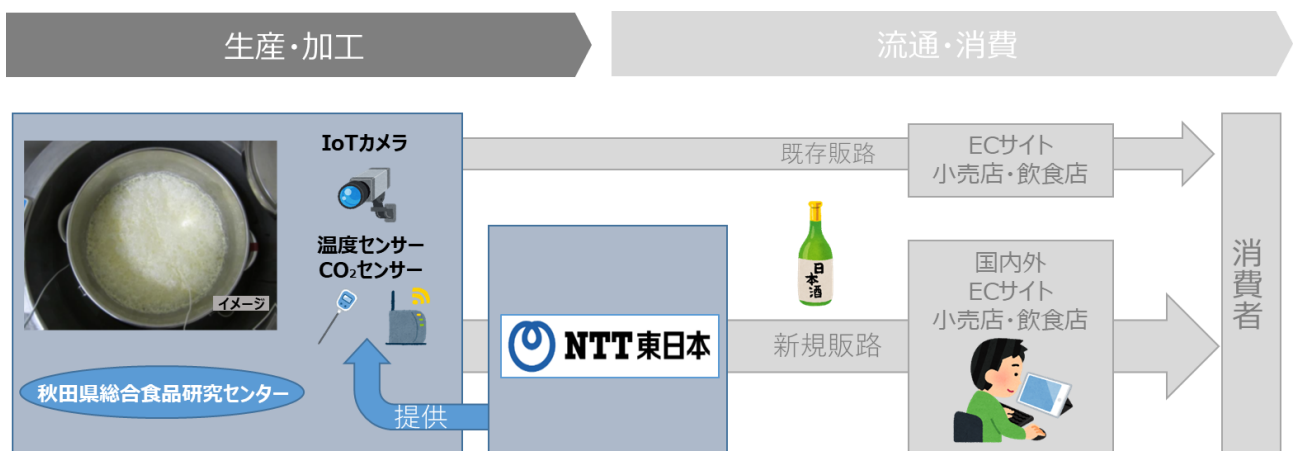 生産・加工
流通・消費
IoTカメラ
温度センサー
CO₂センサー
イメージ
秋田県総合食品研究センター
提供
NTT東日本
既存販路
ECサイト
小売店・飲食店
日本酒
新規販路
国内外
ECサイト
小売店・飲食店
消費者